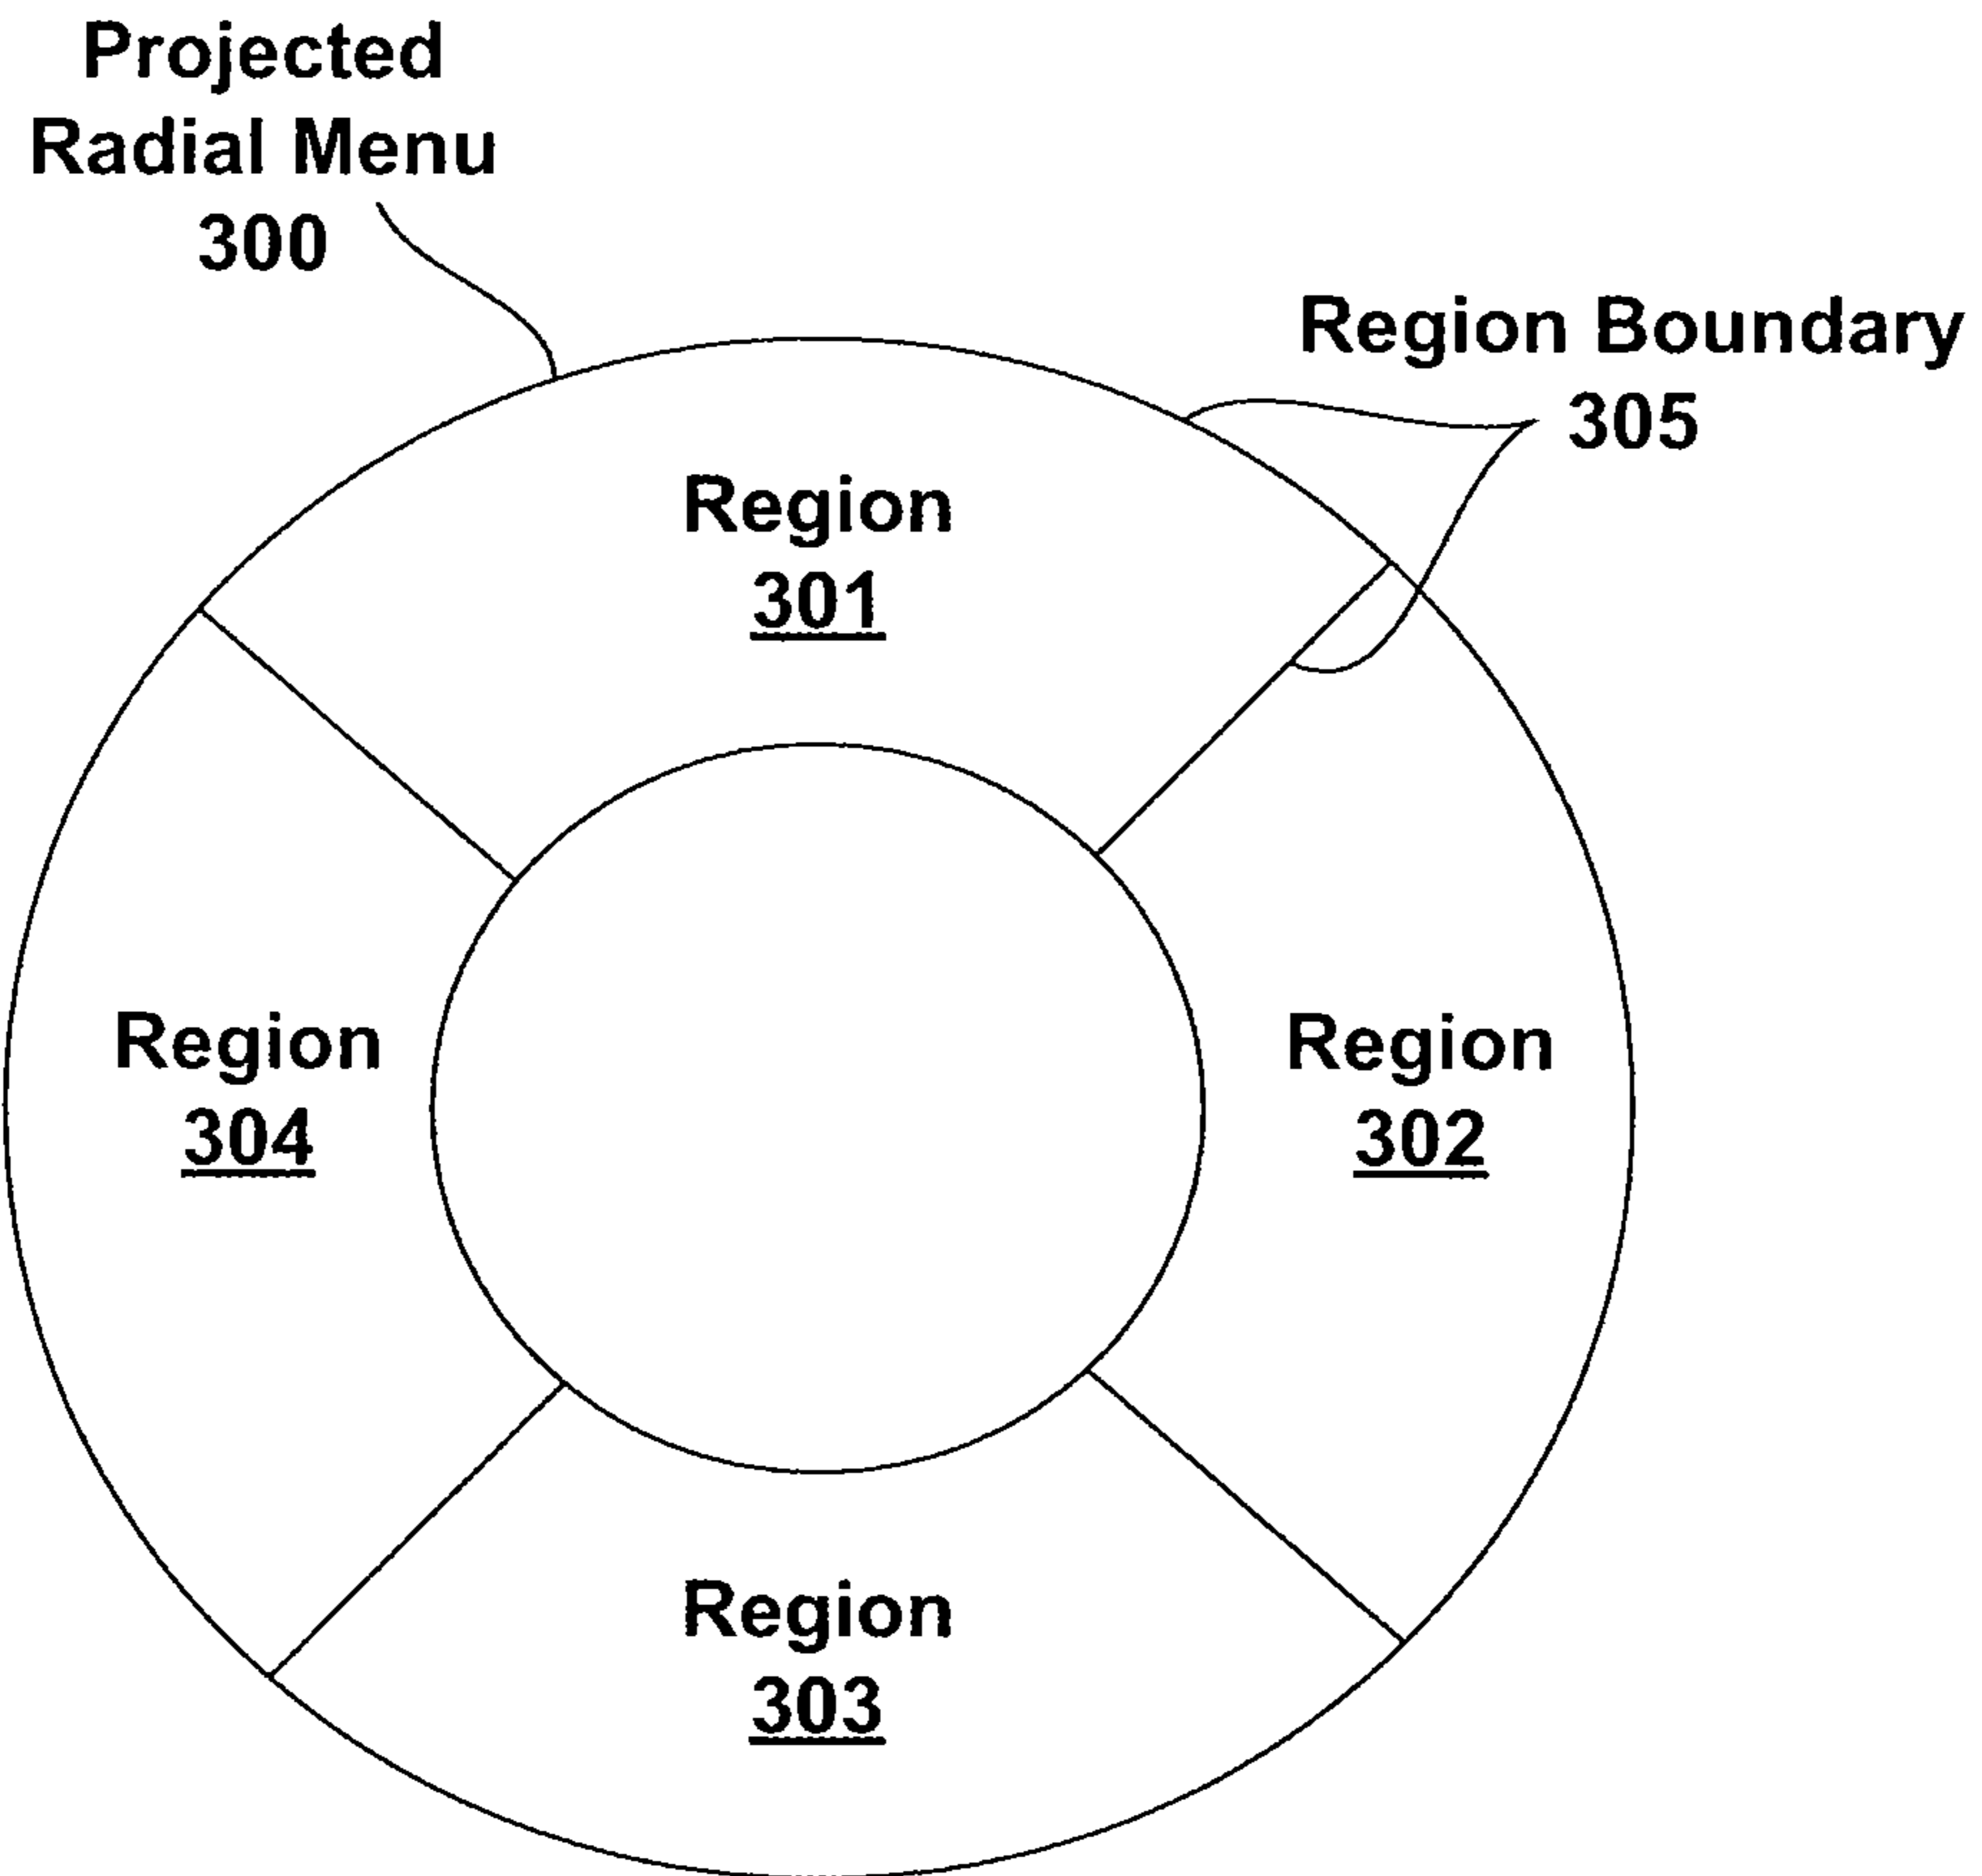 Projected
Radial Menu
300
Region Boundary
305
Region
301
Region
304
Region
302
Region
303